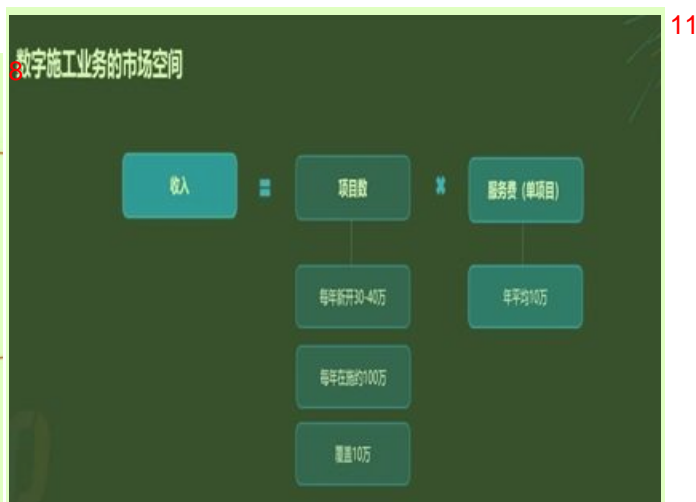 11
8
数字施工业务的市场空间
收入 = 项目数 × 服务费（单项目）
每年新开30-40万
年平均10万
每年在施约100万
覆盖10万